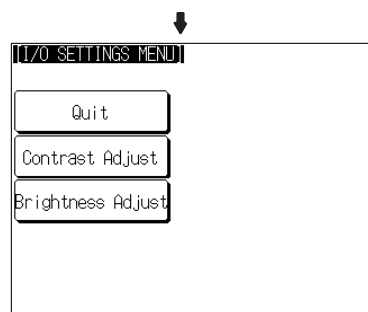 [I/O SETTINGS MENU]
Quit
Contrast Adjust
Brightness Adjust